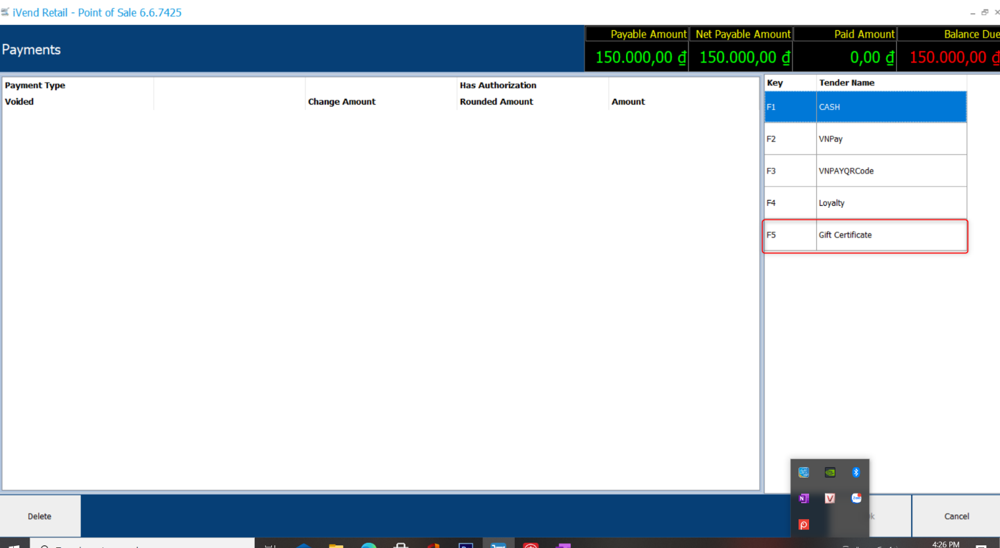 iVend Retail - Point of Sale 6.6.7425
Payments
Payable Amount Net Payable Amount Paid Amount Balance Due
150.000,00 ₫ 150.000,00 ₫ 0,00 ₫ 150.000,00 ₫
Payment Type Has Authorization
Voided Change Amount Rounded Amount Amount
Key Tender Name
F1 CASH
F2 VNPay
F3 VNPAYQRCode
F4 Loyalty
F5 Gift Certificate
Delete
Cancel
4:26 PM